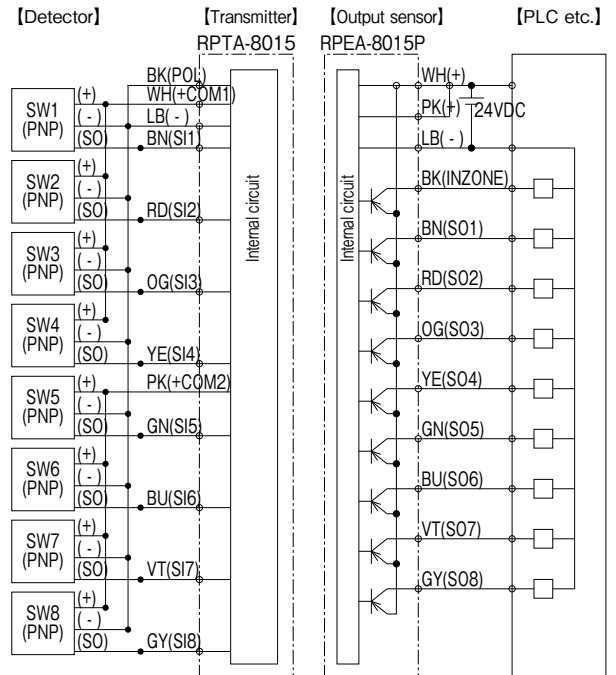 【Detector】
【Transmitter】
【Output sensor】
【PLC etc.】
RPTA-8015
RPEA-8015P
BK(POL)
WH(+COM1)
LB( - )
BN(SI1)
RD(SI2)
OG(SI3)
YE(SI4)
PK(+COM2)
GN(SI5)
BU(SI6)
VT(SI7)
GY(SI8)
SW1
(PNP)
(+)
( - )
(SO)
SW2
(PNP)
(+)
( - )
(SO)
SW3
(PNP)
(+)
( - )
(SO)
SW4
(PNP)
(+)
( - )
(SO)
SW5
(PNP)
(+)
( - )
(SO)
SW6
(PNP)
(+)
( - )
(SO)
SW7
(PNP)
(+)
( - )
(SO)
SW8
(PNP)
(+)
( - )
(SO)
Internal circuit
Internal circuit
WH(+)
PK(+)
24VDC
LB( - )
BK(INZONE)
BN(SO1)
RD(SO2)
OG(SO3)
YE(SO4)
GN(SO5)
BU(SO6)
VT(SO7)
GY(SO8)